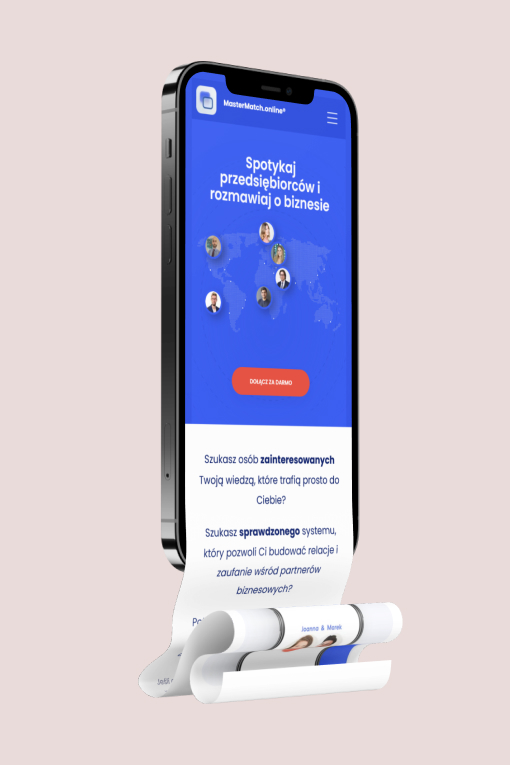 MasterMatch.online®
Spotykaj
przedsiębiorców i
rozmawiaj o biznesie
DOŁĄCZ ZA DARMO
Szukasz osób zainteresowanych
Twoją wiedzą, które trafią prosto do
Ciebie?
Szukasz sprawdzonego systemu,
który pozwoli Ci budować relacje i
zaufanie wśród partnerów
biznesowych?
Joanna & Marek